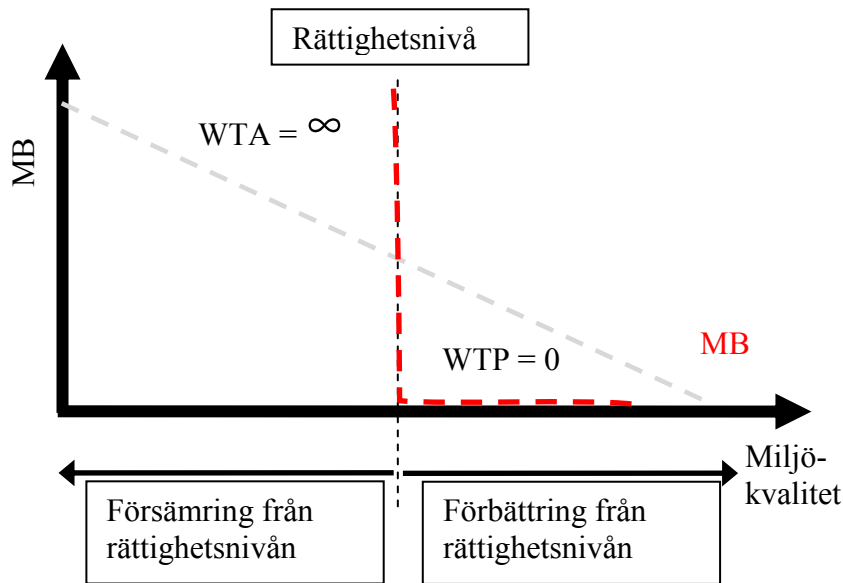 Rättighetsnivå
WTA = ∞
MB
MB
WTP = 0
Miljö-
kvalitet
Försämring från
rättighetsnivån
Förbättring från
rättighetsnivån